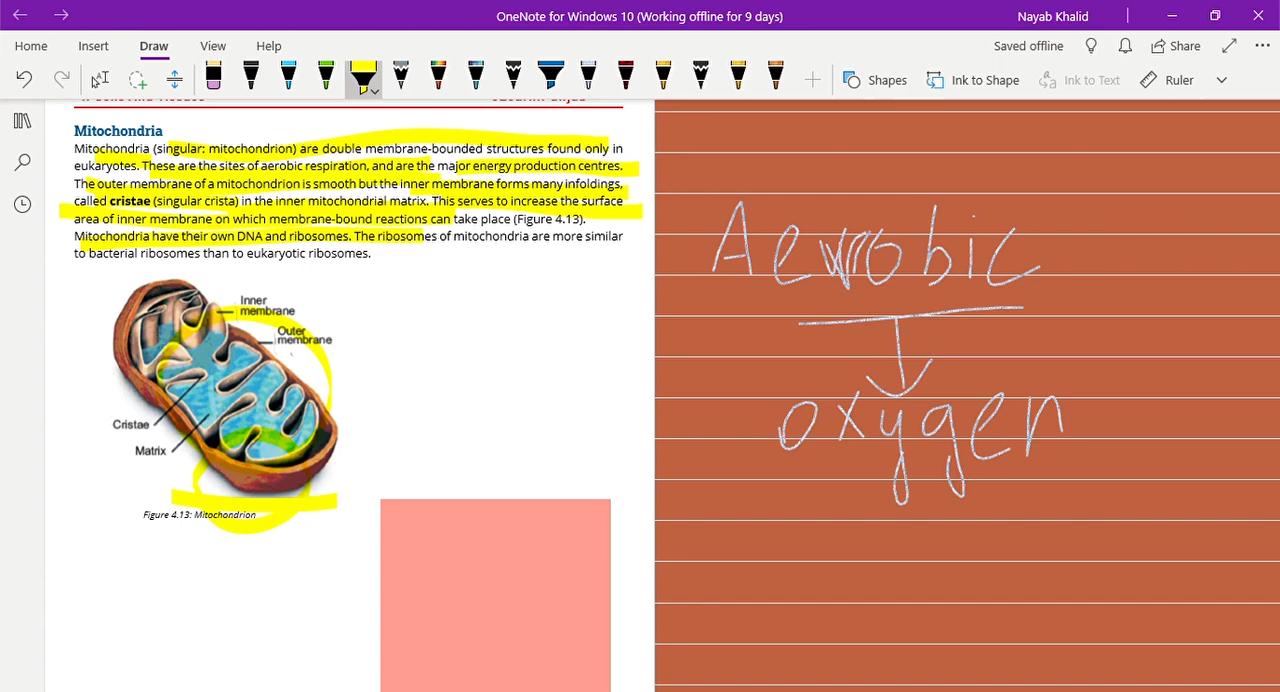 OneNote for Windows 10 (Working offline for 9 days)
Nayab Khalid
Home Insert Draw View Help
Saved offline
Share
Shapes
Ink to Shape
Ink to Text
Ruler
Mitochondria
Mitochondria (singular: mitochondrion) are double membrane-bounded structures found only in
eukaryotes. These are the sites of aerobic respiration, and are the major energy production centres.
The outer membrane of a mitochondrion is smooth but the inner membrane forms many infoldings,
called cristae (singular crista) in the inner mitochondrial matrix. This serves to increase the surface
area of inner membrane on which membrane-bound reactions can take place (Figure 4.13).
Mitochondria have their own DNA and ribosomes. The ribosomes of mitochondria are more similar
to bacterial ribosomes than to eukaryotic ribosomes.
Inner
membrane
Outer
membrane
Cristae
Matrix
Figure 4.13: Mitochondrion
Aerobic
oxygen